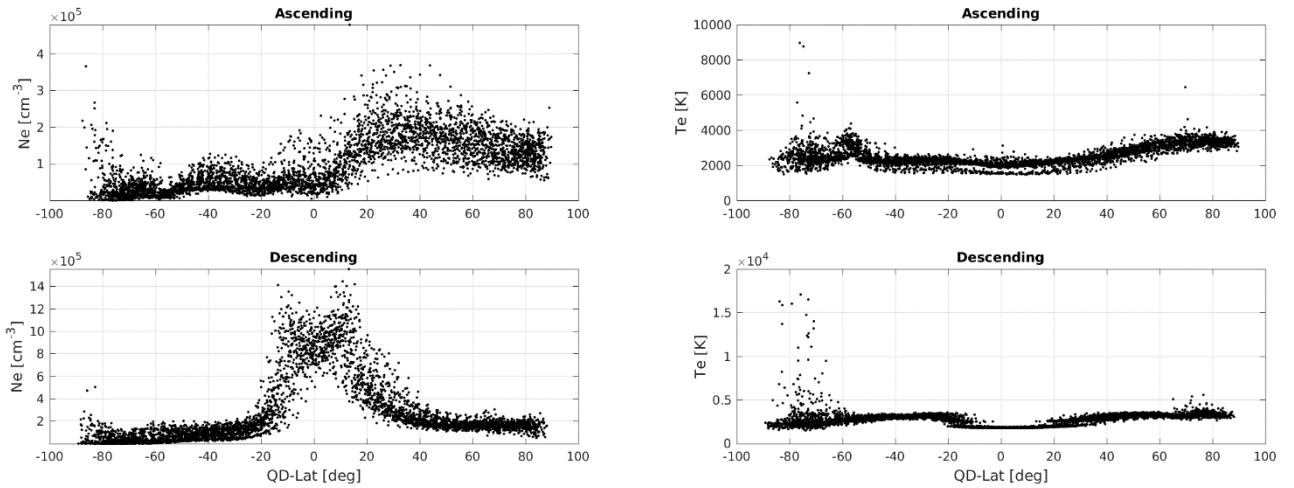 Ascending
×10⁵
Ne [cm⁻³]
4
3
2
1
-100 -80 -60 -40 -20 0 20 40 60 80 100
Descending
×10⁵
Ne [cm⁻³]
14
12
10
8
6
4
2
-100 -80 -60 -40 -20 0 20 40 60 80 100
QD-Lat [deg]
Ascending
Te [K]
10000
8000
6000
4000
2000
0
-100 -80 -60 -40 -20 0 20 40 60 80 100
Descending
×10⁴
Te [K]
2
1.5
1
0.5
0
-100 -80 -60 -40 -20 0 20 40 60 80 100
QD-Lat [deg]